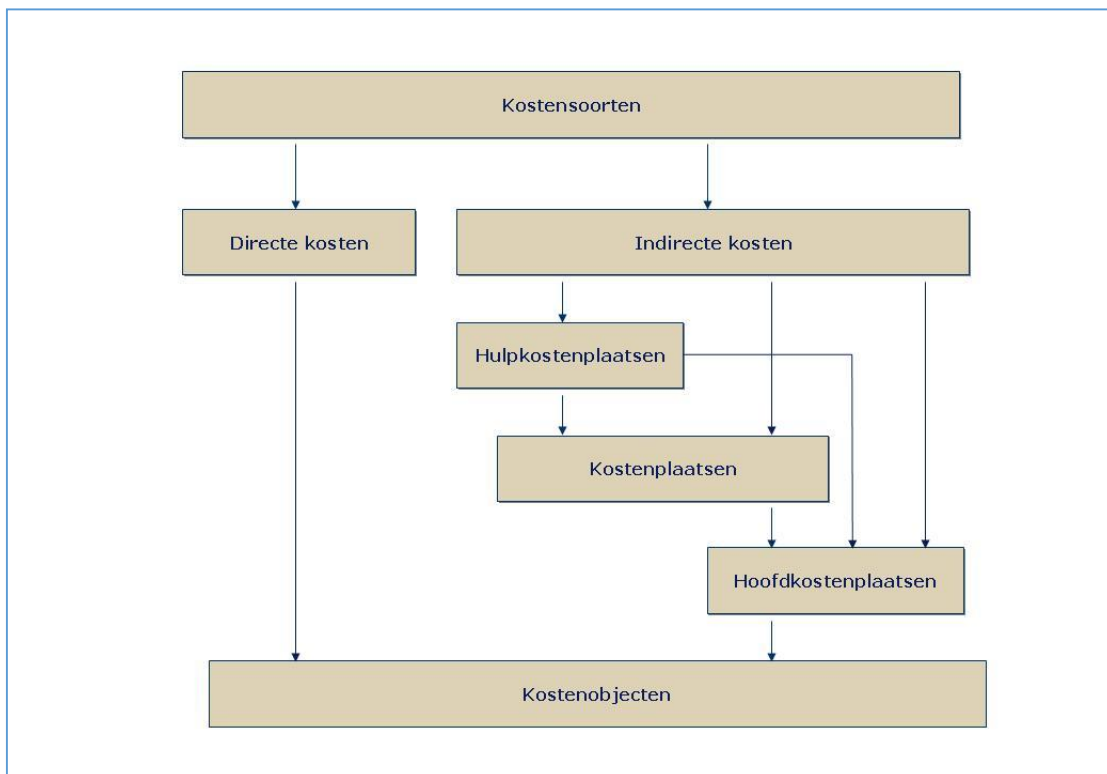 Kostensoorten
Directe kosten
Indirecte kosten
Hulpkostenplaatsen
Kostenplaatsen
Hoofdkostenplaatsen
Kostenobjecten